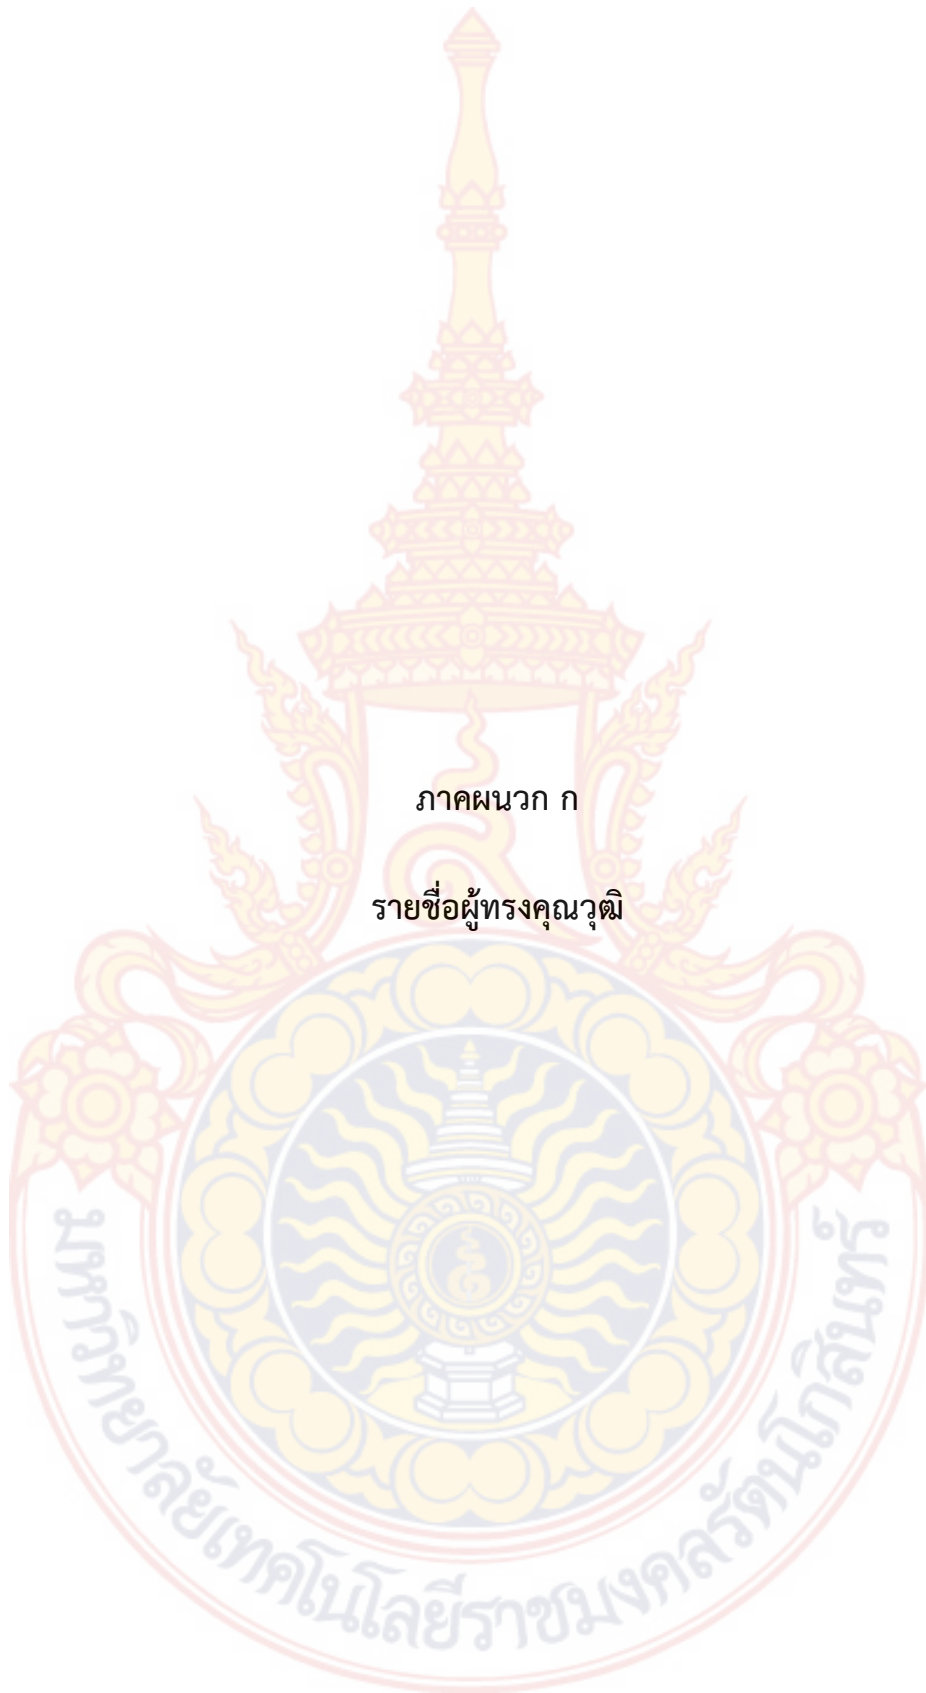 ภาคผนวก ก
รายชื่อผู้ทรงคุณวุฒิ
มหาวิทยาลัยเทคโนโลยีราชมงคลรัตนโกสินทร์